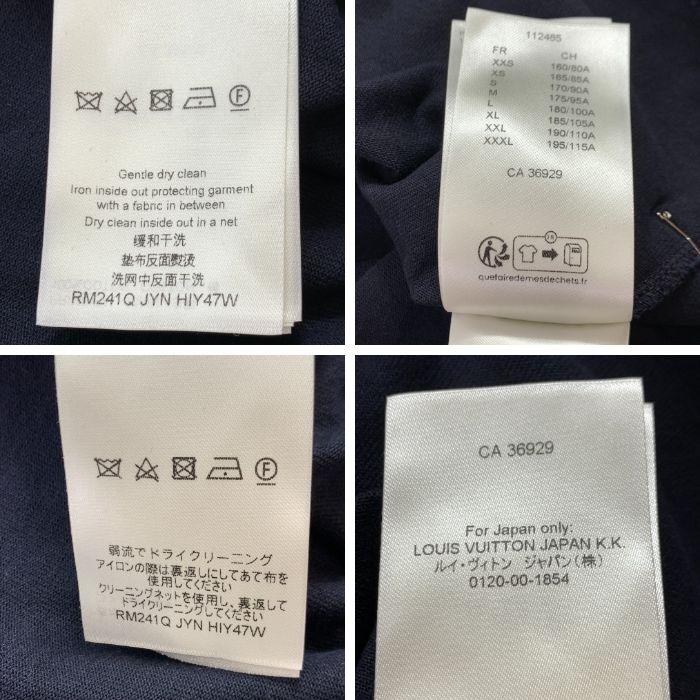 Gentle dry clean
Iron inside out protecting garment
with a fabric in between
Dry clean inside out in a net
缓和干洗
垫布反面熨烫
洗网中反面干洗
RM241Q JYN HIY47W
112485
FR CH
XXS 160/80A
XS 165/85A
S 170/90A
M 175/95A
L 180/100A
XL 185/105A
XXL 190/110A
XXXL 195/115A
CA 36929
FR
quefairedemesdechets.fr
F
弱流でドライクリーニング
アイロンの際は裏返しにしてあて布を
使用してください
クリーニングネットを使用し、裏返して
ドライクリーニングしてください
RM241Q JYN HIY47W
CA 36929
For Japan only:
LOUIS VUITTON JAPAN K.K.
ルイ・ヴィトン ジャパン(株)
0120-00-1854